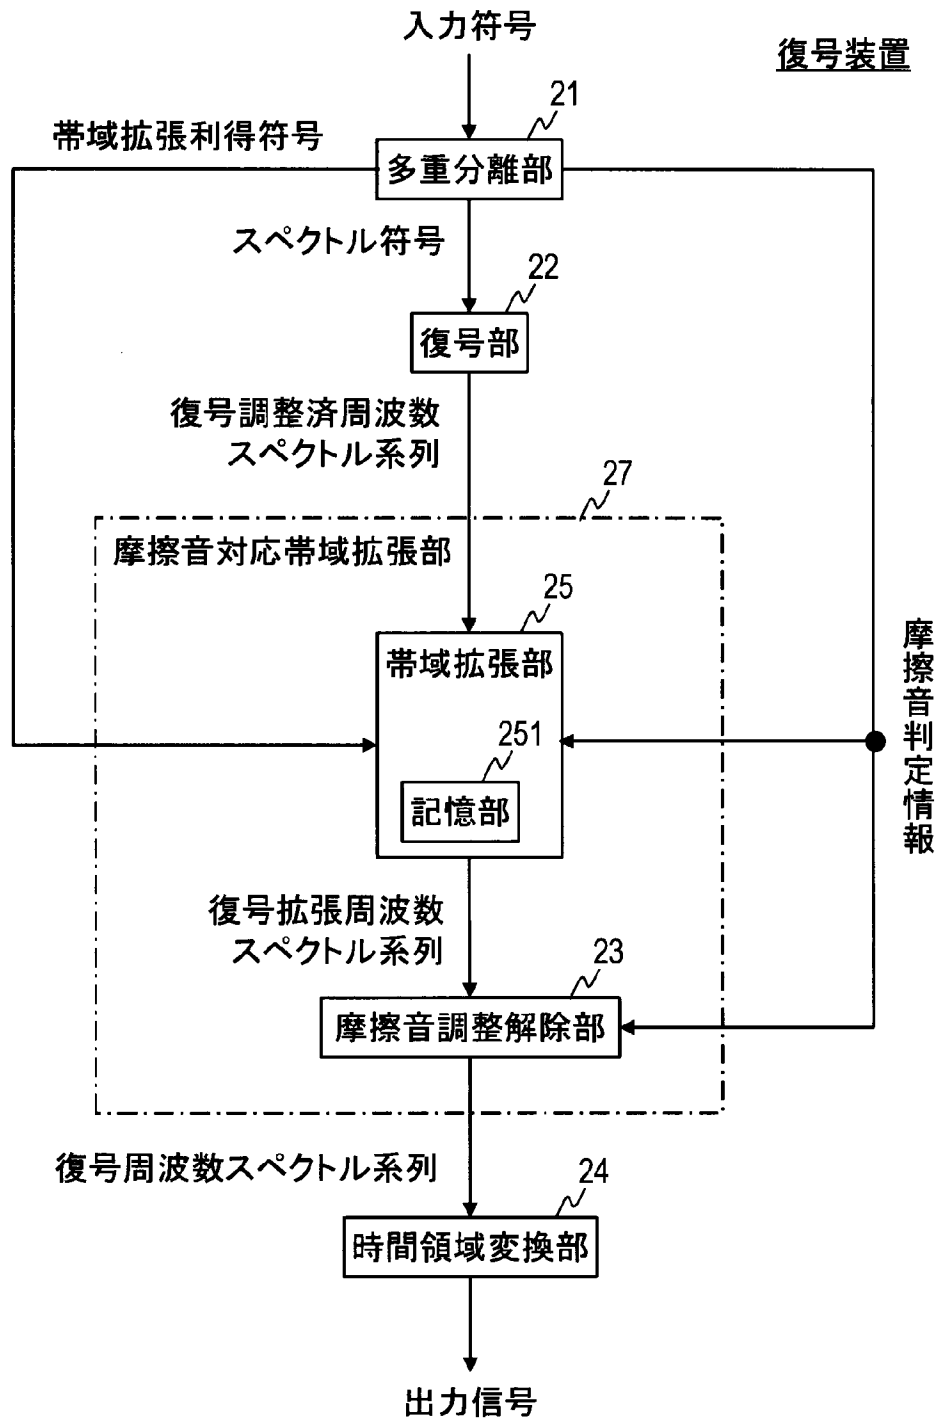 入力符号
復号装置
21
帯域拡張利得符号
多重分離部
スペクトル符号
22
復号部
復号調整済周波数
スペクトル系列
27
摩擦音対応帯域拡張部
25
帯域拡張部
摩擦音判定情報
251
記憶部
復号拡張周波数
スペクトル系列
23
摩擦音調整解除部
復号周波数スペクトル系列
24
時間領域変換部
出力信号